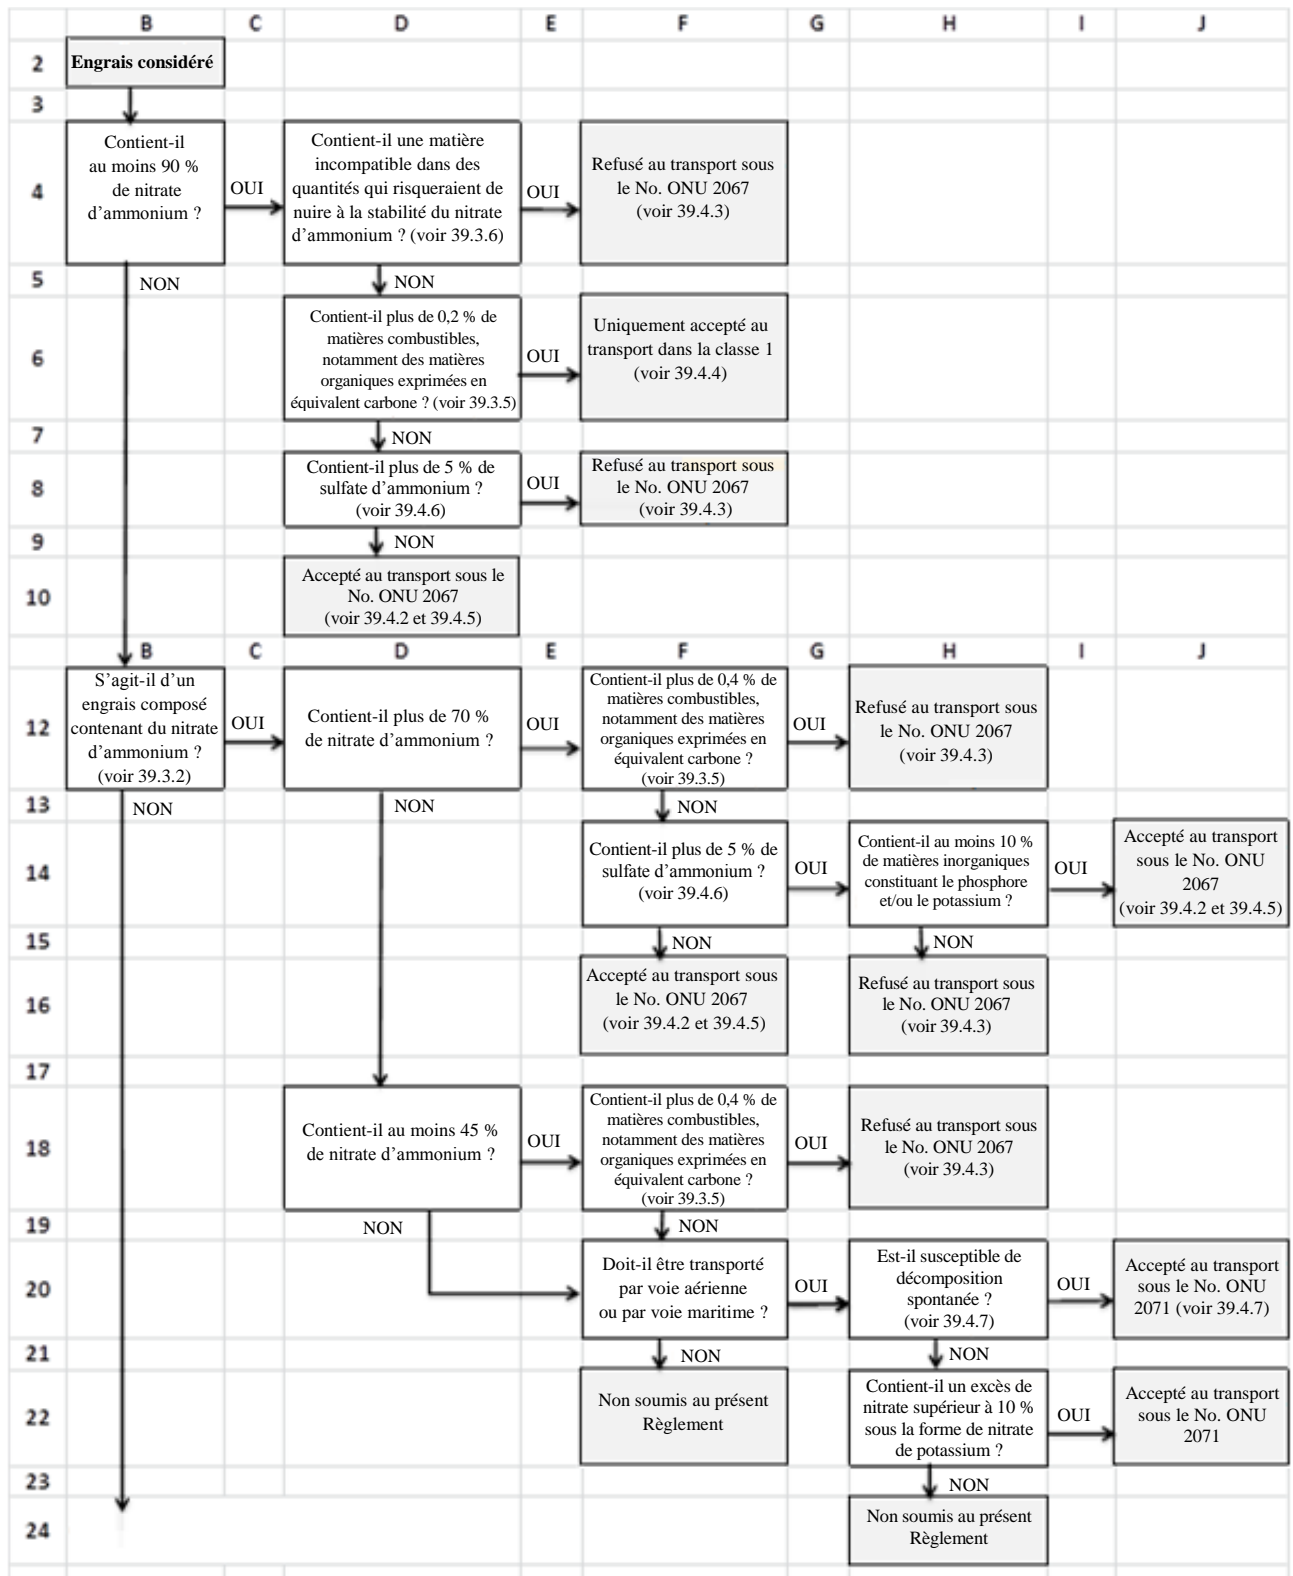 B C D E F G H I J
2
Engrais considéré
3
4
Contient-il
au moins 90 %
de nitrate
d’ammonium ?
OUI
Contient-il une matière
incompatible dans des
quantités qui risqueraient de
nuire à la stabilité du nitrate
d’ammonium ? (voir 39.3.6)
OUI
Refusé au transport sous
le No. ONU 2067
(voir 39.4.3)
5
NON
NON
6
Contient-il plus de 0,2 % de
matières combustibles,
notamment des matières
organiques exprimées en
équivalent carbone ? (voir 39.3.5)
OUI
Uniquement accepté au
transport dans la classe 1
(voir 39.4.4)
7
NON
8
Contient-il plus de 5 % de
sulfate d’ammonium ?
(voir 39.4.6)
OUI
Refusé au transport sous
le No. ONU 2067
(voir 39.4.3)
9
NON
10
Accepté au transport sous le
No. ONU 2067
(voir 39.4.2 et 39.4.5)
B C D E F G H I J
12
S’agit-il d’un
engrais composé
contenant du nitrate
d’ammonium ?
(voir 39.3.2)
OUI
Contient-il plus de 70 %
de nitrate d’ammonium ?
OUI
Contient-il plus de 0,4 % de
matières combustibles,
notamment des matières
organiques exprimées en
équivalent carbone ?
(voir 39.3.5)
OUI
Refusé au transport sous
le No. ONU 2067
(voir 39.4.3)
13
NON
NON
NON
14
Contient-il plus de 5 % de
sulfate d’ammonium ?
(voir 39.4.6)
OUI
Contient-il au moins 10 %
de matières inorganiques
constituant le phosphore
et/ou le potassium ?
OUI
Accepté au transport
sous le No. ONU
2067
(voir 39.4.2 et 39.4.5)
15
NON
NON
16
Accepté au transport sous
le No. ONU 2067
(voir 39.4.2 et 39.4.5)
Refusé au transport sous
le No. ONU 2067
(voir 39.4.3)
17
18
Contient-il au moins 45 %
de nitrate d’ammonium ?
OUI
Contient-il plus de 0,4 % de
matières combustibles,
notamment des matières
organiques exprimées en
équivalent carbone ?
(voir 39.3.5)
OUI
Refusé au transport sous
le No. ONU 2067
(voir 39.4.3)
19
NON
NON
20
Doit-il être transporté
par voie aérienne
ou par voie maritime ?
OUI
Est-il susceptible de
décomposition
spontanée ?
(voir 39.4.7)
OUI
Accepté au transport
sous le No. ONU
2071 (voir 39.4.7)
21
NON
NON
22
Non soumis au présent
Règlement
Contient-il un excès de
nitrate supérieur à 10 %
sous la forme de nitrate
de potassium ?
OUI
Accepté au transport
sous le No. ONU
2071
23
NON
24
Non soumis au présent
Règlement